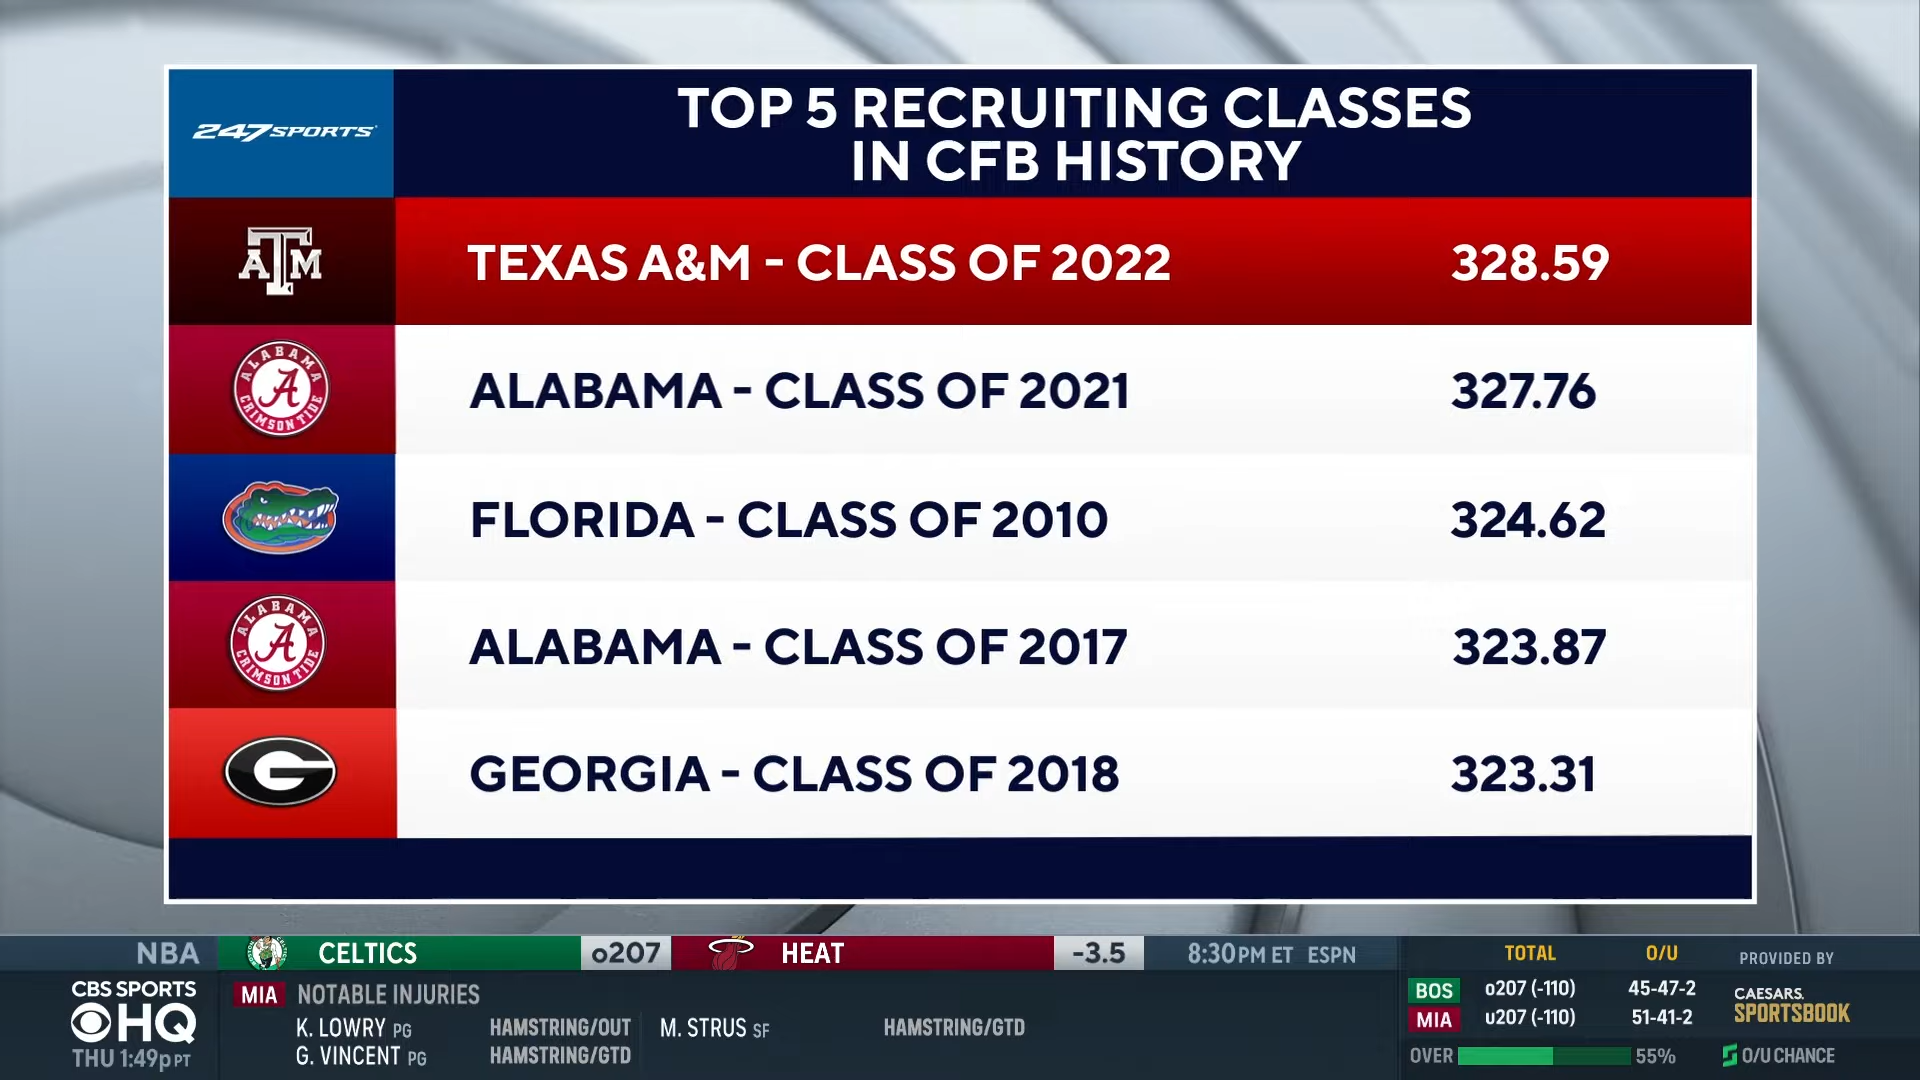 247SPORTS
TOP 5 RECRUITING CLASSES
IN CFB HISTORY
ATM
TEXAS A&M - CLASS OF 2022 328.59
ALABAMA A CRIMSON TIDE
ALABAMA - CLASS OF 2021 327.76
FLORIDA - CLASS OF 2010 324.62
ALABAMA A CRIMSON TIDE
ALABAMA - CLASS OF 2017 323.87
G
GEORGIA - CLASS OF 2018 323.31
NBA CELTICS o207 HEAT -3.5 8:30PM ET ESPN
CBS SPORTS
HQ
THU 1:49p PT
MIA NOTABLE INJURIES
K. LOWRY PG HAMSTRING/OUT M. STRUS SF HAMSTRING/GTD
G. VINCENT PG HAMSTRING/GTD
TOTAL O/U
BOS o207 (-110) 45-47-2
MIA u207 (-110) 51-41-2
OVER 55%
PROVIDED BY
CAESARS
SPORTSBOOK
O/U CHANCE